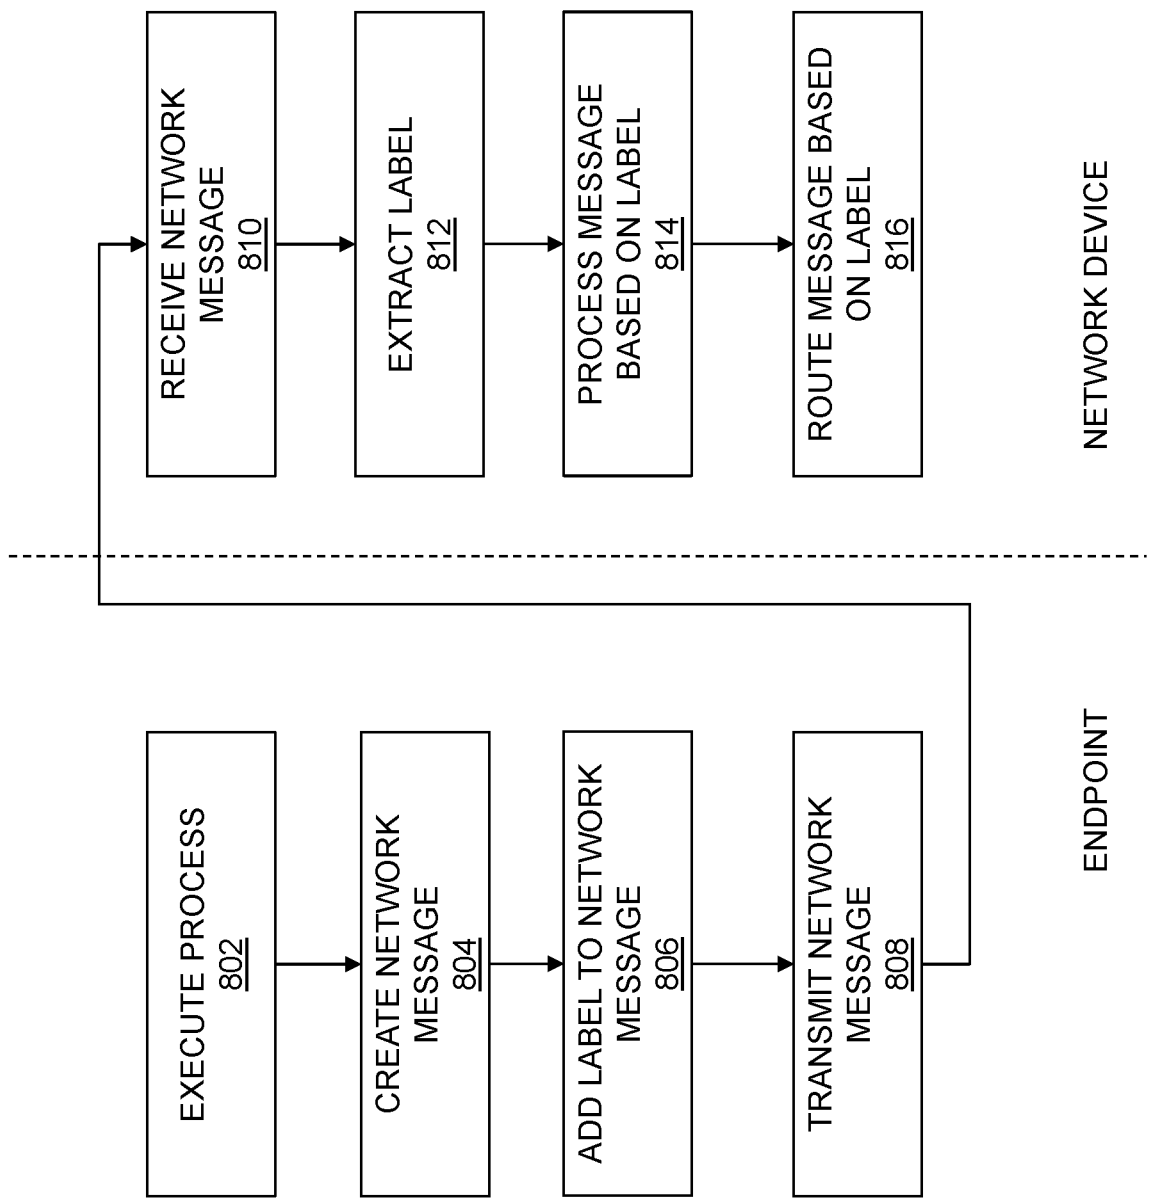 EXECUTE PROCESS
802
CREATE NETWORK
MESSAGE
804
ADD LABEL TO NETWORK
MESSAGE
806
TRANSMIT NETWORK
MESSAGE
808
ENDPOINT
RECEIVE NETWORK
MESSAGE
810
EXTRACT LABEL
812
PROCESS MESSAGE
BASED ON LABEL
814
ROUTE MESSAGE BASED
ON LABEL
816
NETWORK DEVICE